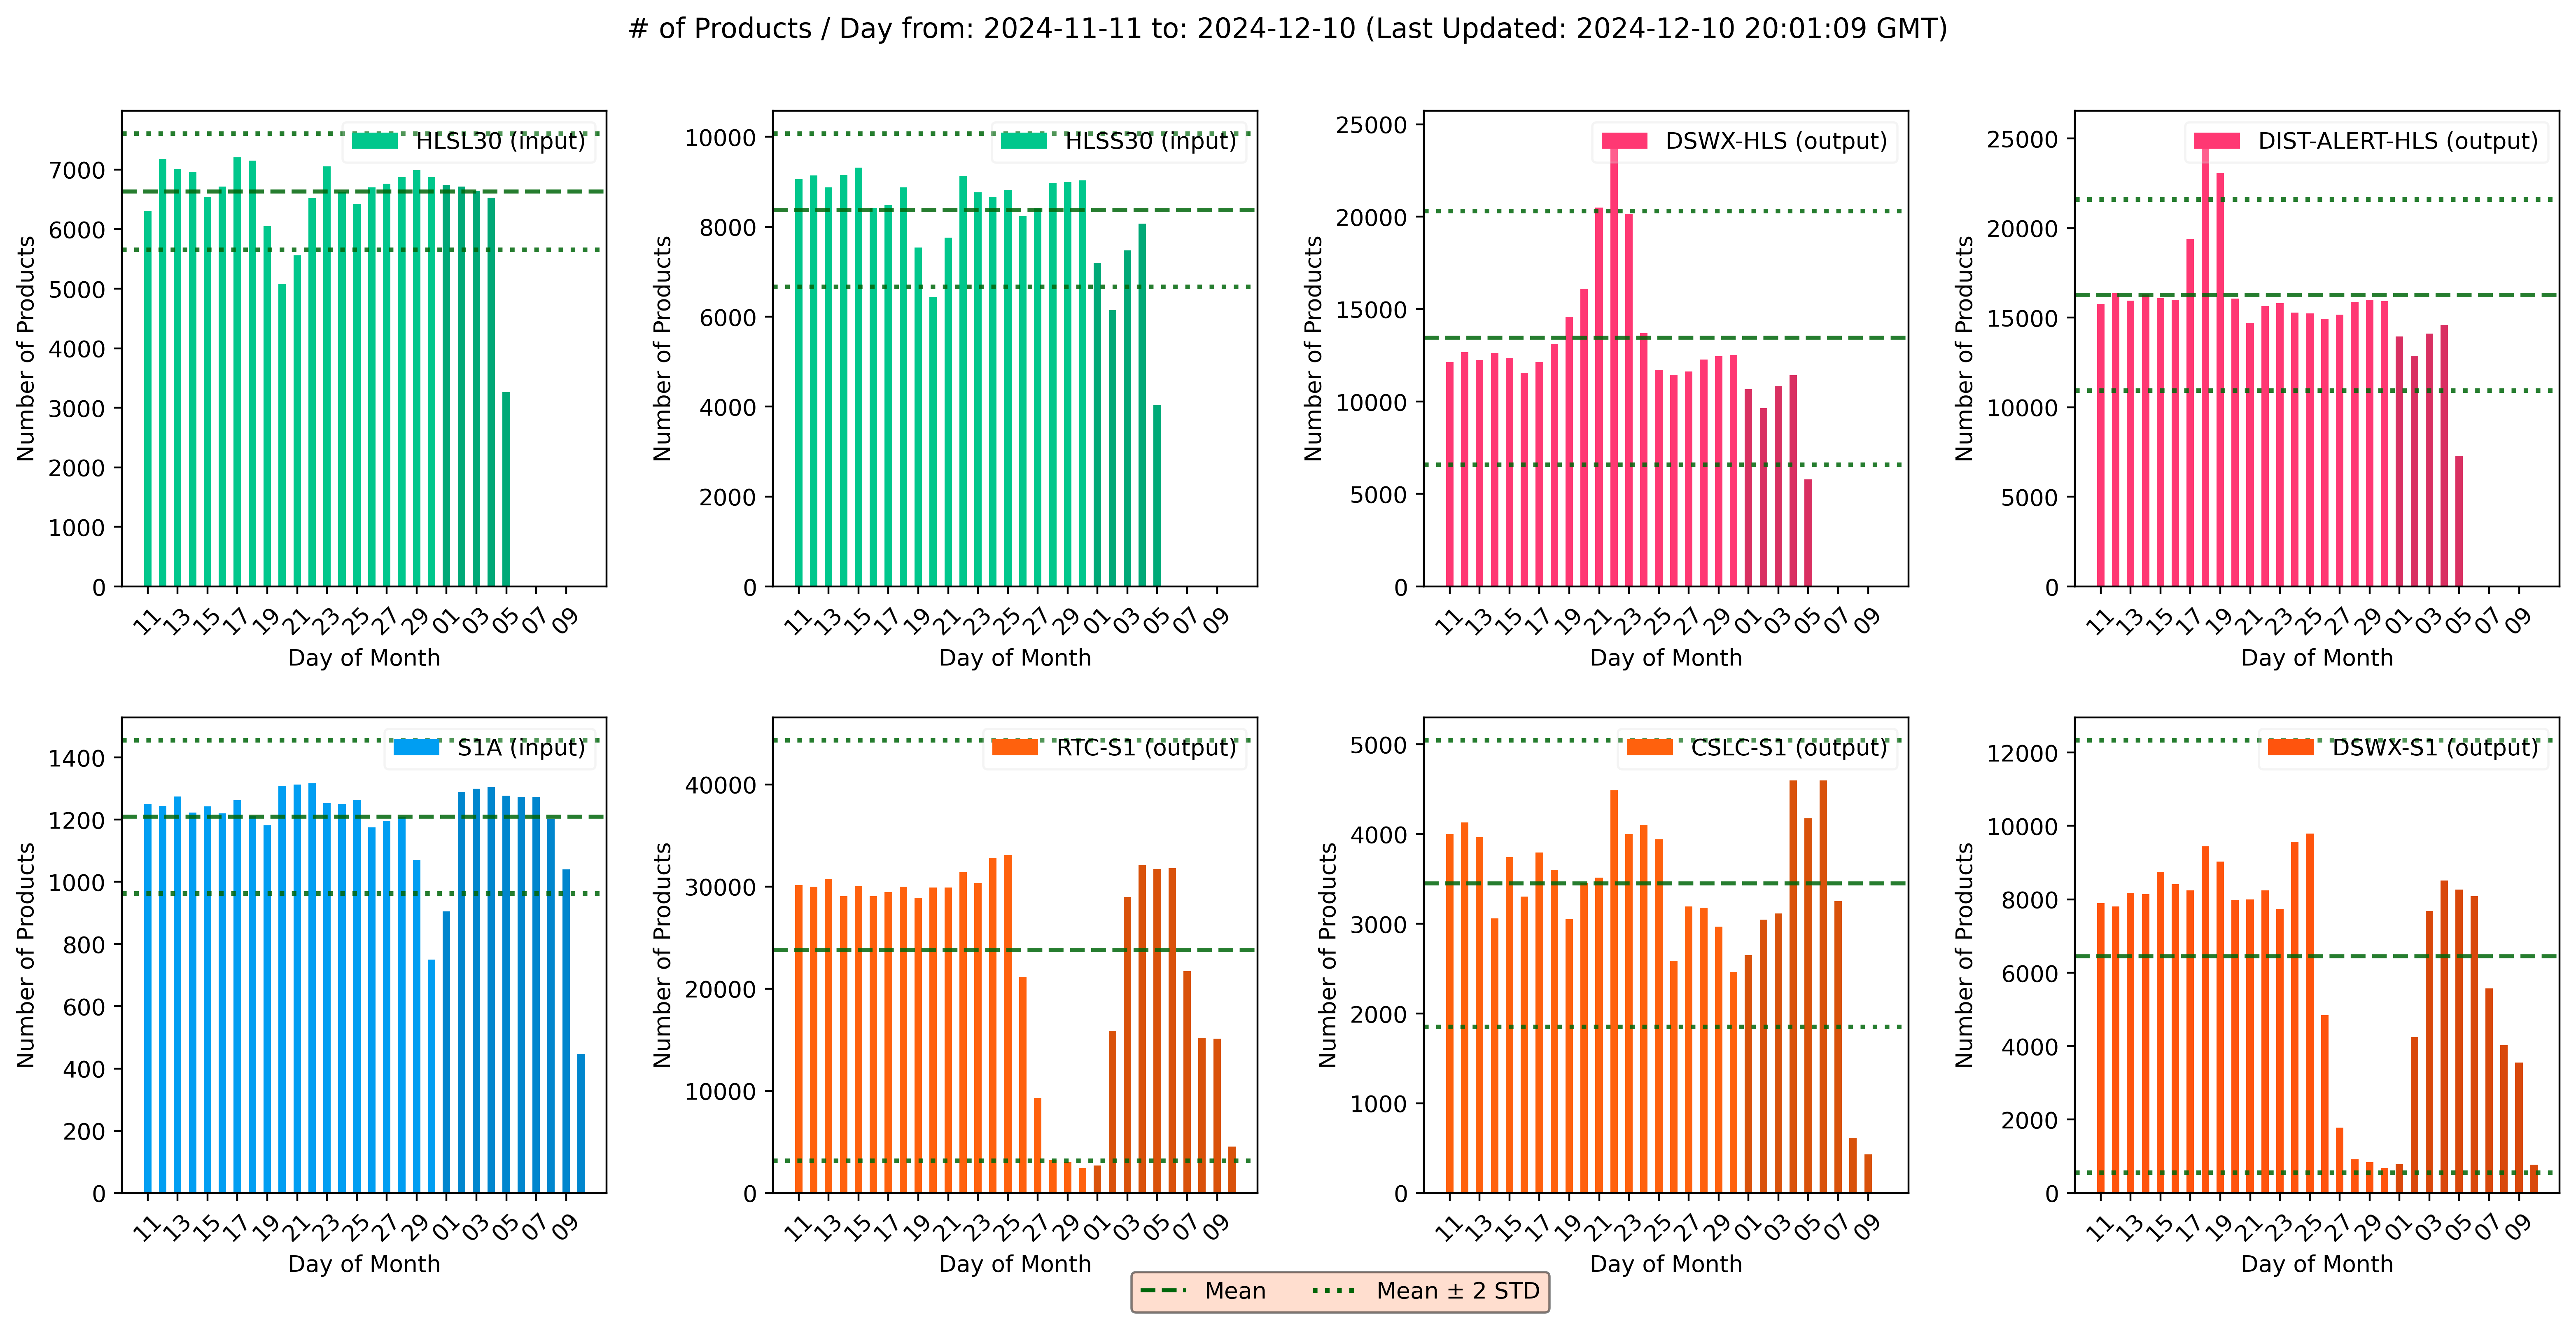 # of Products / Day from: 2024-11-11 to: 2024-12-10 (Last Updated: 2024-12-10 20:01:09 GMT)
HLSL30 (input)
Number of Products
7000
6000
5000
4000
3000
2000
1000
0
11 13 15 17 19 21 23 25 27 29 01 03 05 07 09
Day of Month
HLSS30 (input)
Number of Products
10000
8000
6000
4000
2000
0
11 13 15 17 19 21 23 25 27 29 01 03 05 07 09
Day of Month
DSWX-HLS (output)
Number of Products
25000
20000
15000
10000
5000
0
11 13 15 17 19 21 23 25 27 29 01 03 05 07 09
Day of Month
DIST-ALERT-HLS (output)
Number of Products
25000
20000
15000
10000
5000
0
11 13 15 17 19 21 23 25 27 29 01 03 05 07 09
Day of Month
S1A (input)
Number of Products
1400
1200
1000
800
600
400
200
0
11 13 15 17 19 21 23 25 27 29 01 03 05 07 09
Day of Month
RTC-S1 (output)
Number of Products
40000
30000
20000
10000
0
11 13 15 17 19 21 23 25 27 29 01 03 05 07 09
Day of Month
CSLC-S1 (output)
Number of Products
5000
4000
3000
2000
1000
0
11 13 15 17 19 21 23 25 27 29 01 03 05 07 09
Day of Month
DSWX-S1 (output)
Number of Products
12000
10000
8000
6000
4000
2000
0
11 13 15 17 19 21 23 25 27 29 01 03 05 07 09
Day of Month
Mean Mean ± 2 STD